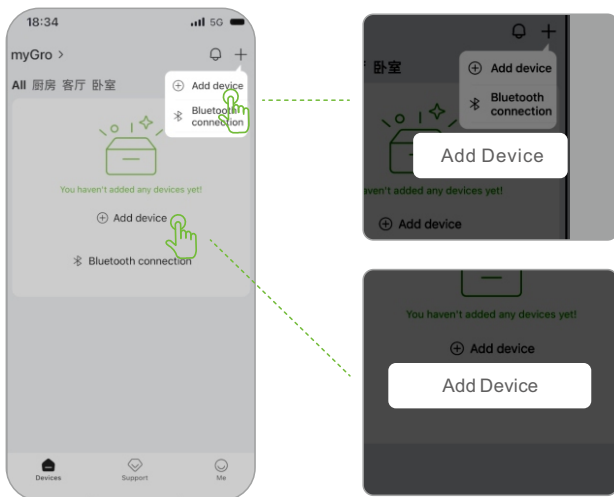 18:34
5G
myGro >
All 厨房 客厅 卧室
Add device
Bluetooth
connection
You haven't added any devices yet!
Add device
Bluetooth connection
Devices
Support
Me
卧室
Add device
Bluetooth
connection
Add Device
aven't added any devices yet!
Add device
You haven't added any devices yet!
Add device
Add Device